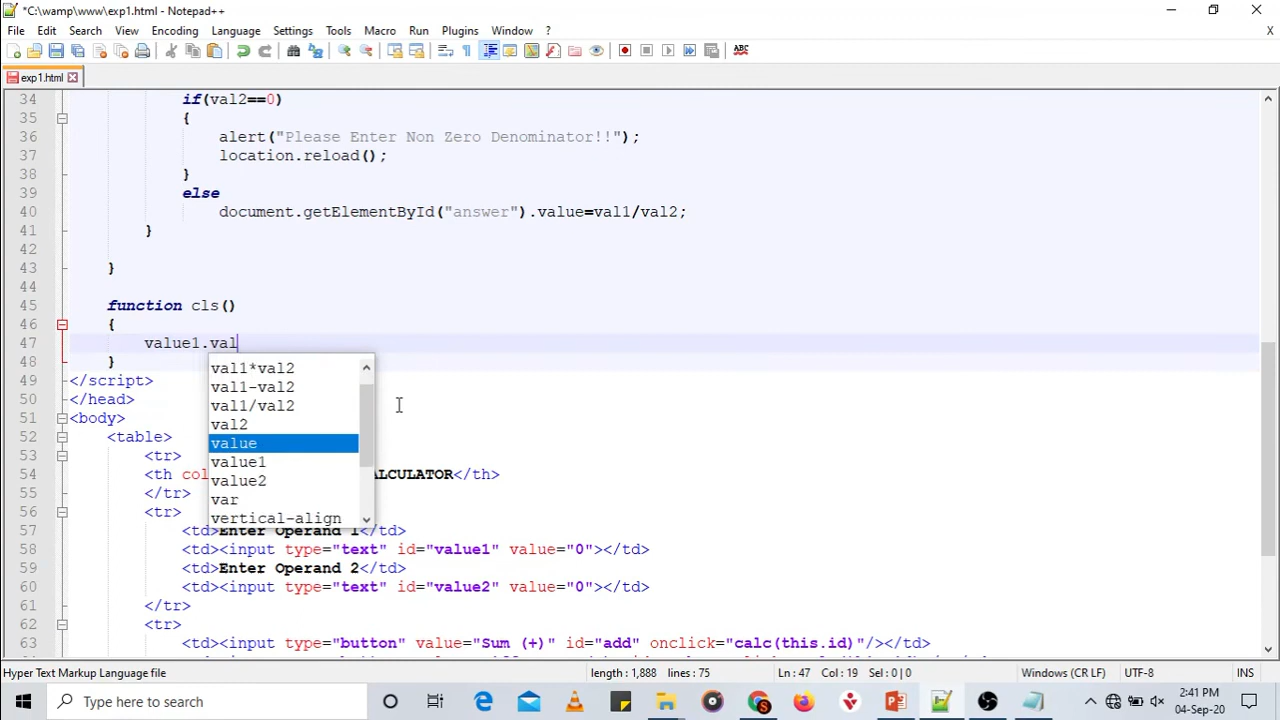 *C:\wamp\www\exp1.html - Notepad++
File Edit Search View Encoding Language Settings Tools Macro Run Plugins Window ? X
ABC
exp1.html
34 if(val2==0)
35 {
36 alert("Please Enter Non Zero Denominator!!");
37 location.reload();
38 }
39 else
40 document.getElementById("answer").value=val1/val2;
41 }
42
43 }
44
45 function cls()
46 {
47 value1.val
48 }
val1*val2
val1-val2
val1/val2
val2
value
value1
value2
var
vertical-align
49 </script>
50 </head>
51 <body>
52 <table>
53 <tr>
54 <th col ALCULATOR</th>
55 </tr>
56 <tr>
57 <td>Enter Operand 1</td>
58 <td><input type="text" id="value1" value="0"></td>
59 <td>Enter Operand 2</td>
60 <td><input type="text" id="value2" value="0"></td>
61 </tr>
62 <tr>
63 <td><input type="button" value="Sum (+)" id="add" onclick="calc(this.id)"/></td>
Hyper Text Markup Language file length : 1,888 lines : 75 Ln : 47 Col : 19 Sel : 0 | 0 Windows (CR LF) UTF-8 INS
Type here to search
2:41 PM
04-Sep-20